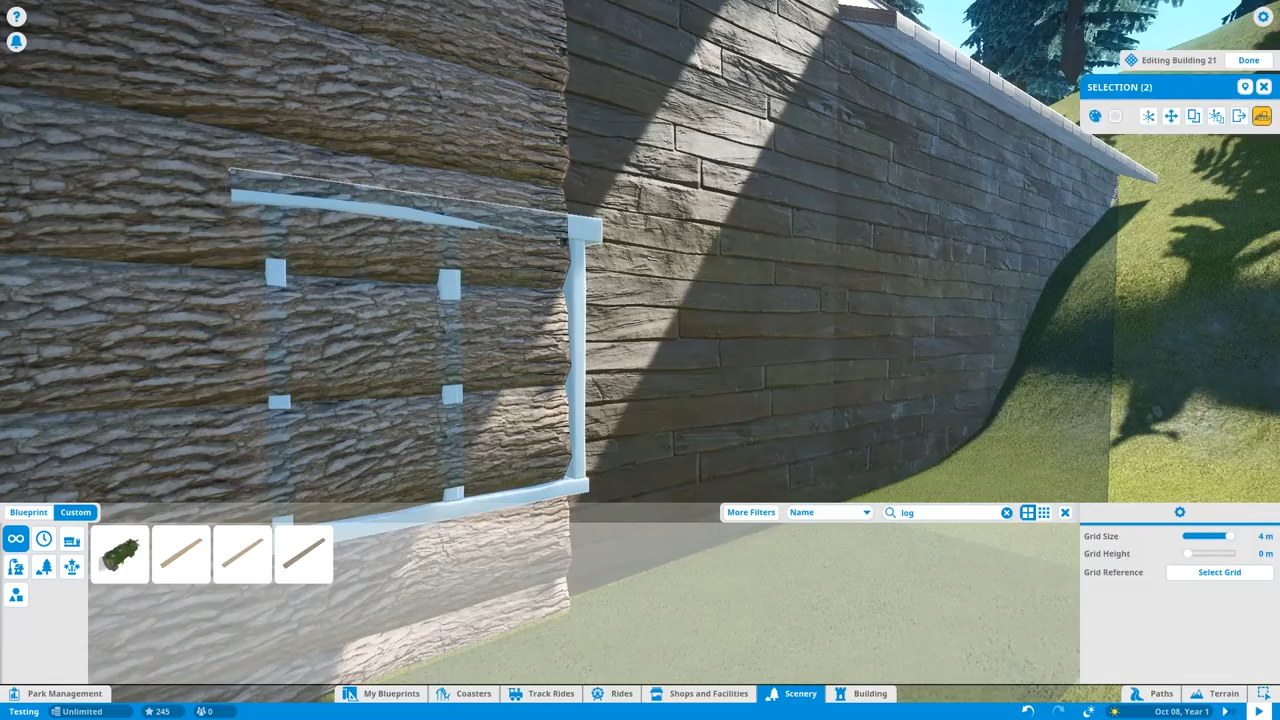 ?
Editing Building 21
Done
SELECTION (2)
Blueprint
Custom
More Filters
Name
log
Grid Size
4 m
Grid Height
0 m
Grid Reference
Select Grid
Park Management
My Blueprints
Coasters
Track Rides
Rides
Shops and Facilities
Scenery
Building
Paths
Terrain
Testing
Unlimited
245
0
Oct 08, Year 1